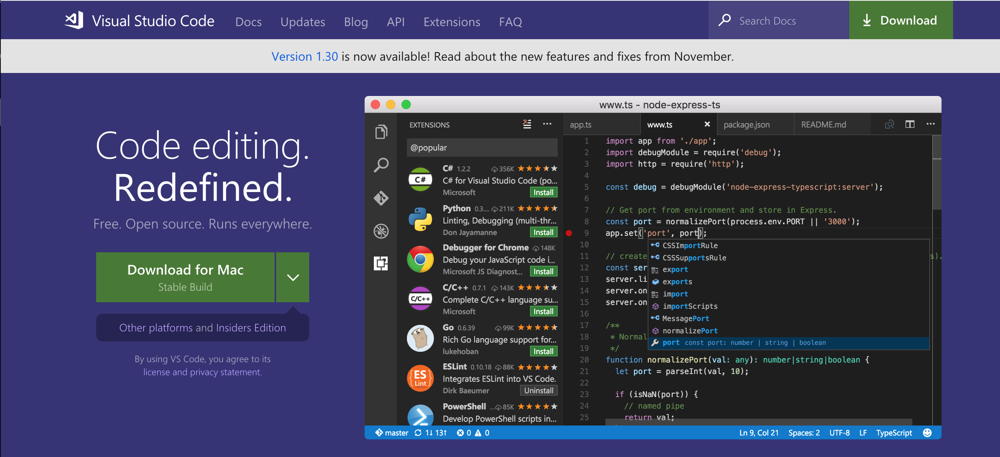 Visual Studio Code Docs Updates Blog API Extensions FAQ Search Docs Download
Version 1.30 is now available! Read about the new features and fixes from November.
Code editing.
Redefined.
Free. Open source. Runs everywhere.
Download for Mac
Stable Build
Other platforms and Insiders Edition
By using VS Code, you agree to its
license and privacy statement.
www.ts - node-express-ts
EXTENSIONS
@popular
C# 1.2.2 356K
C# for Visual Studio Code (po...
Microsoft Install
C#
Python 0.3.... 211K
Linting, Debugging (multi-thr...
Don Jayamanne Install
Debugger for Chrome 148K
Debug your JavaScript code i...
Microsoft JS Diagnost... Install
C/C++ 0.7.1 143K
Complete C/C++ language su...
Microsoft Install
C/C++
Go 0.6.39 99K
Rich Go language support for...
lukehoban Install
ESLint 0.10.18 88K
Integrates ESLint into VS Code.
Dirk Baeumer Uninstall
ES
Lint
PowerShell ... 85K
Develop PowerShell scripts in...
app.ts www.ts package.json README.md
1 import app from './app';
2 import debugModule = require('debug');
3 import http = require('http');
4
5 const debug = debugModule('node-express-typescript:server');
6
7 // Get port from environment and store in Express.
8 const port = normalizePort(process.env.PORT || '3000');
9 app.set('port', port);
10
11 // create s).
12 const ser
13 server.li
14 server.on
15 server.on
16
17 /**
18 * Normal
19 */
20 function normalizePort(val: any): number|string|boolean {
21 let port = parseInt(val, 10);
22
23 if (isNaN(port)) {
24 // named pipe
25 return val;
CSSImportRule
CSSSupportsRule
export
exports
import
importScripts
MessagePort
normalizePort
port const port: number | string | boolean
master 1↓ 13↑ 0 0 Ln 9, Col 21 Spaces: 2 UTF-8 LF TypeScript